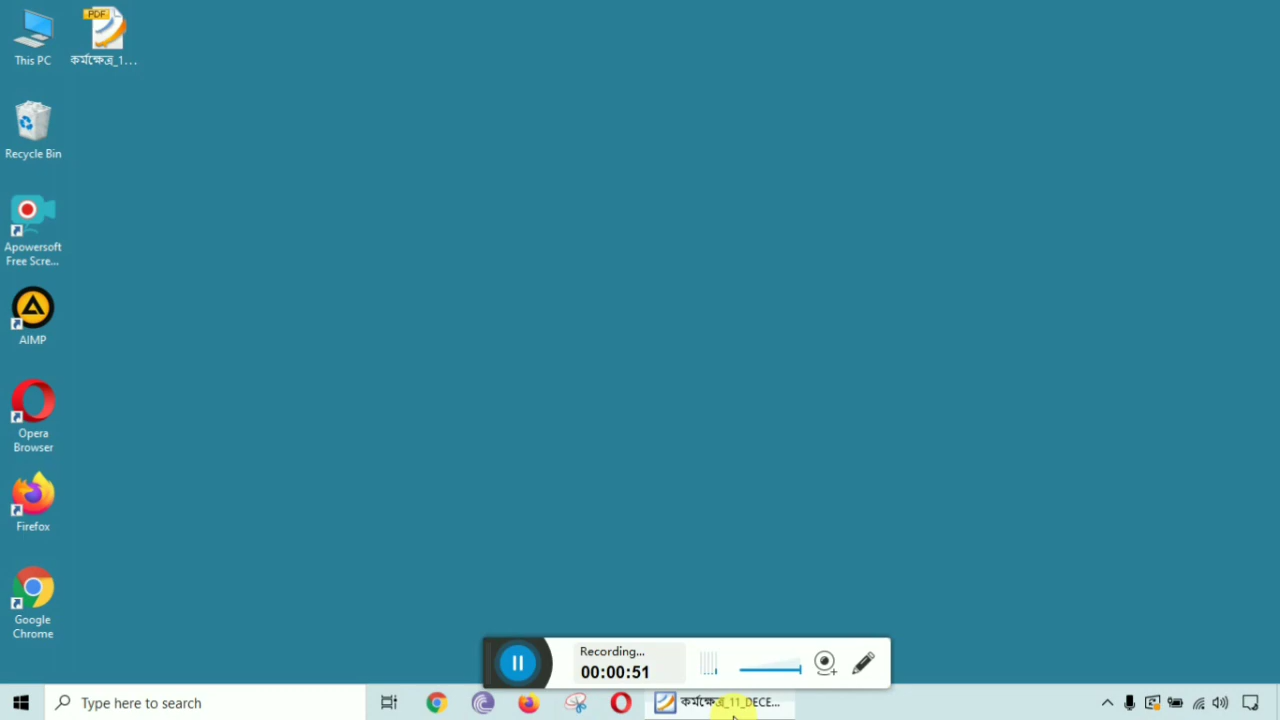 This PC
PDF
কর্মক্ষেত্র_1...
Recycle Bin
Apowersoft
Free Scre...
AIMP
Opera
Browser
Firefox
Google
Chrome
Recording...
00:00:51
Type here to search
কর্মক্ষেত্র_11_DECE...